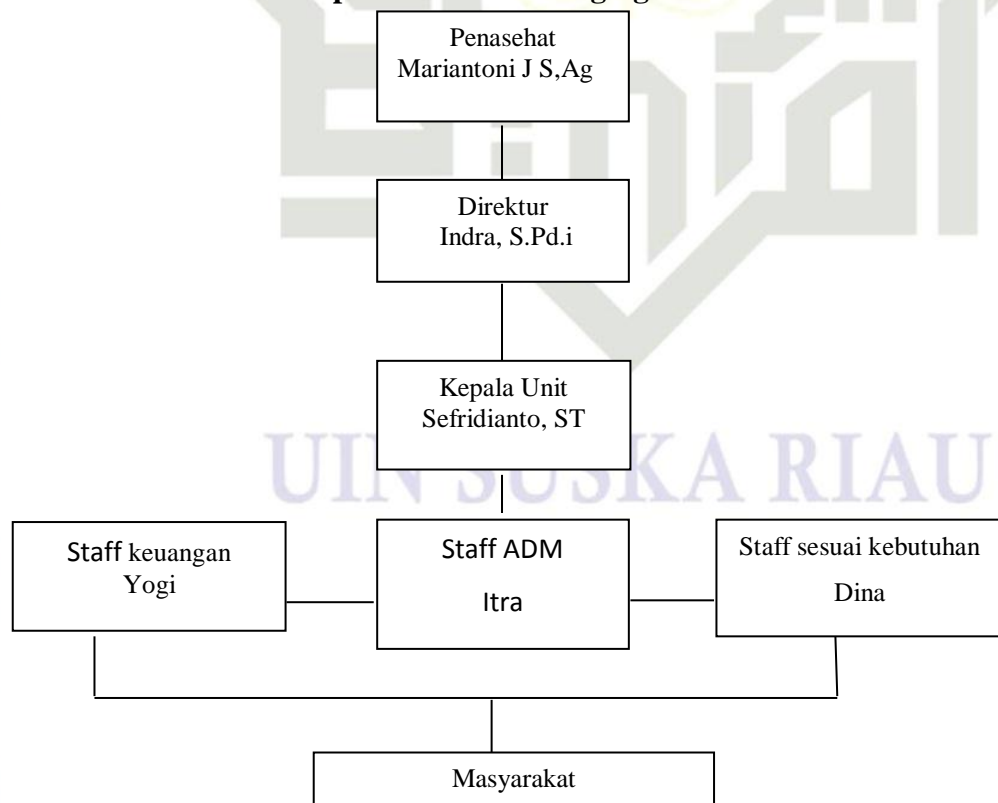 Penasehat
Mariantoni J S,Ag
Direktur
Indra, S.Pd.i
Kepala Unit
Sefridianto, ST
UIN SUSKA RIAU
Staff keuangan
Yogi
Staff ADM
Itra
Staff sesuai kebutuhan
Dina
Masyarakat